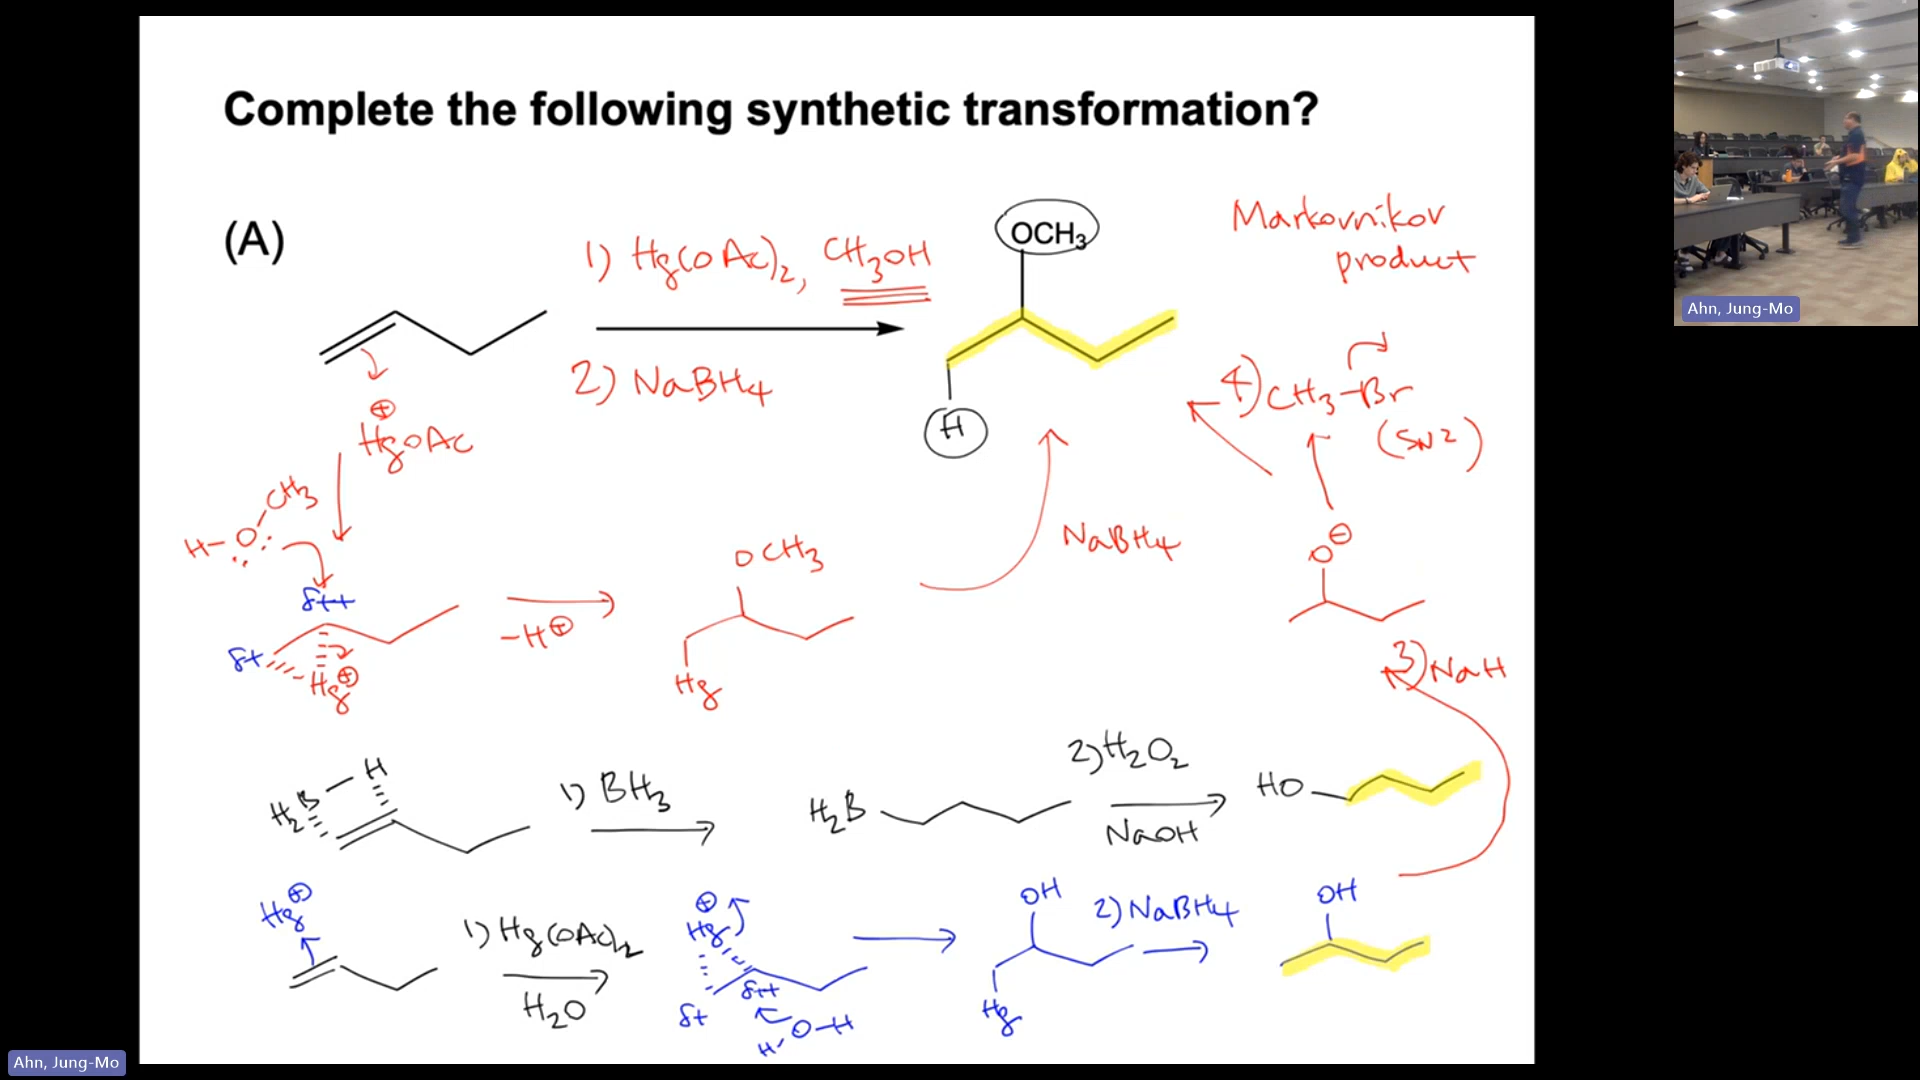 Complete the following synthetic transformation?
(A)
1) Hg(OAc)2, CH3OH
2) NaBH4
OCH3
H
Markovnikov
product
4) CH3-Br
(SN2)
⊕
HgOAc
CH3
H-O:
δ++
δ+
Hg⊕
-H⊕
OCH3
Hg
NaBH4
O⊖
3) NaH
H2B-H
1) BH3
H2B
2) H2O2
NaOH
HO
Hg⊕
1) Hg(OAc)2
H2O
⊕
Hg
δ++
δ+
O-H
H
OH
Hg
2) NaBH4
OH
Ahn, Jung-Mo
Ahn, Jung-Mo